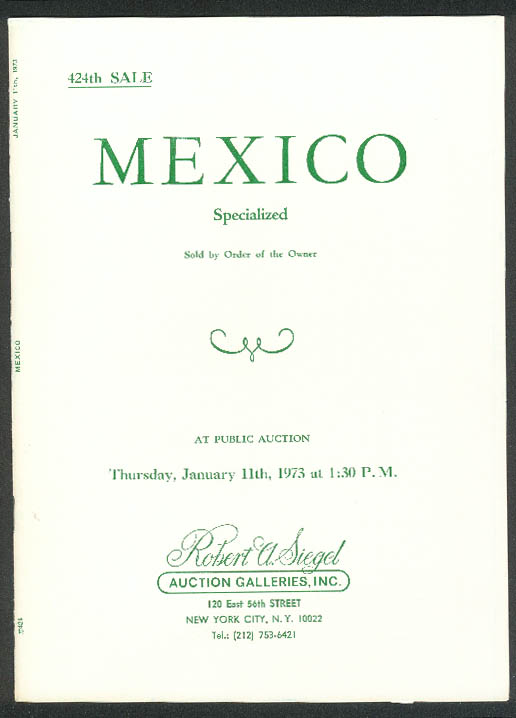 424th SALE
MEXICO
Specialized
Sold by Order of the Owner
AT PUBLIC AUCTION
Thursday, January 11th, 1973 at 1:30 P.M.
Robert A. Siegel
AUCTION GALLERIES, INC.
120 East 56th STREET
NEW YORK CITY, N. Y. 10022
Tel.: (212) 753-6421
JANUARY 11th, 1973
MEXICO
#424